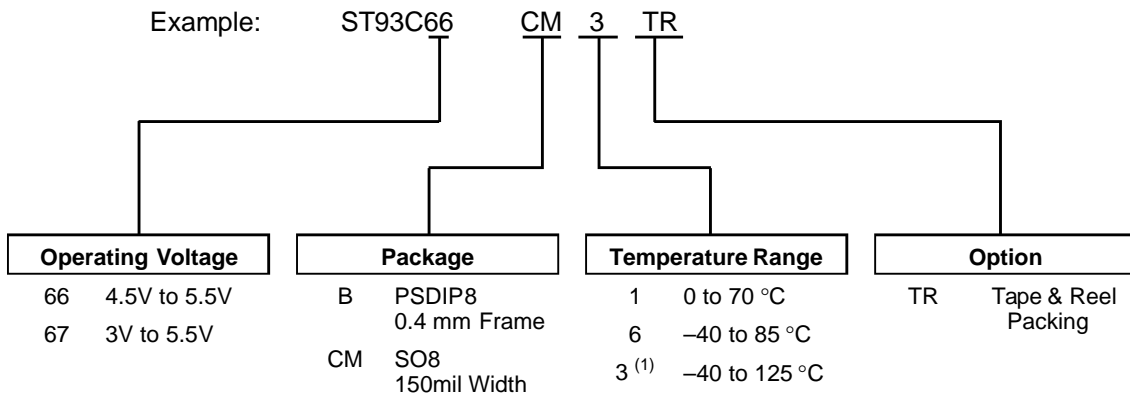 Example: ST93C66 CM 3 TR
Operating Voltage
66 4.5V to 5.5V
67 3V to 5.5V
Package
B PSDIP8
0.4 mm Frame
CM SO8
150mil Width
Temperature Range
1 0 to 70 °C
6 –40 to 85 °C
3 (1) –40 to 125 °C
Option
TR Tape & Reel
Packing